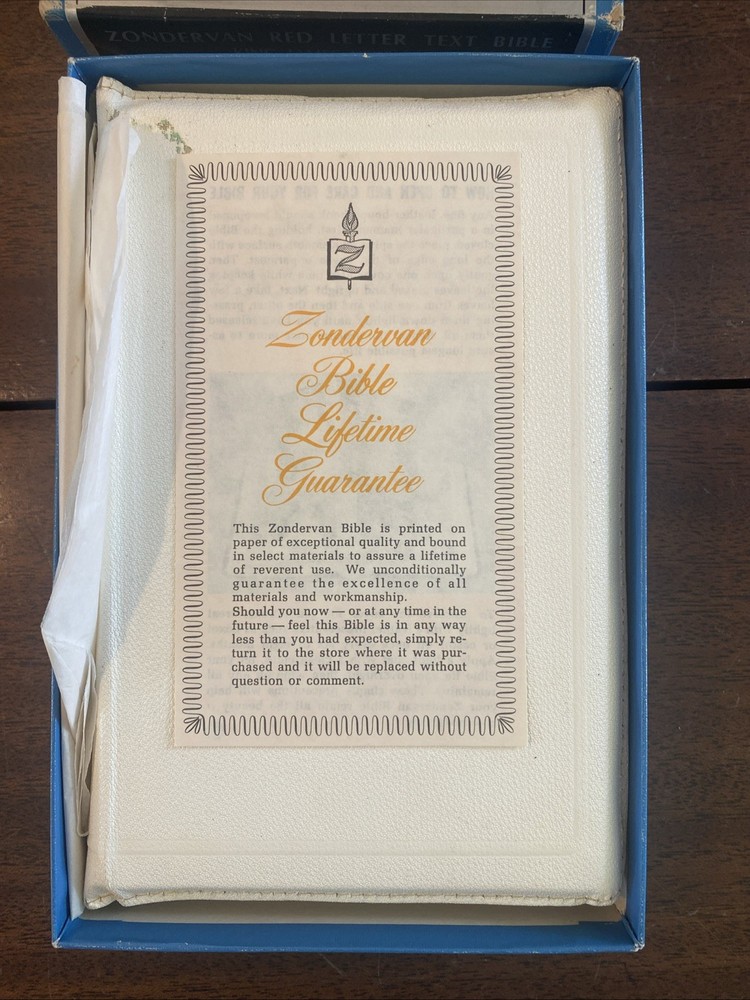 ZONDERVAN RED LETTER TEXT BIBLE
Z
Zondervan
Bible
Lifetime
Guarantee
This Zondervan Bible is printed on
paper of exceptional quality and bound
in select materials to assure a lifetime
of reverent use. We unconditionally
guarantee the excellence of all
materials and workmanship.
Should you now — or at any time in the
future — feel this Bible is in any way
less than you had expected, simply re-
turn it to the store where it was pur-
chased and it will be replaced without
question or comment.